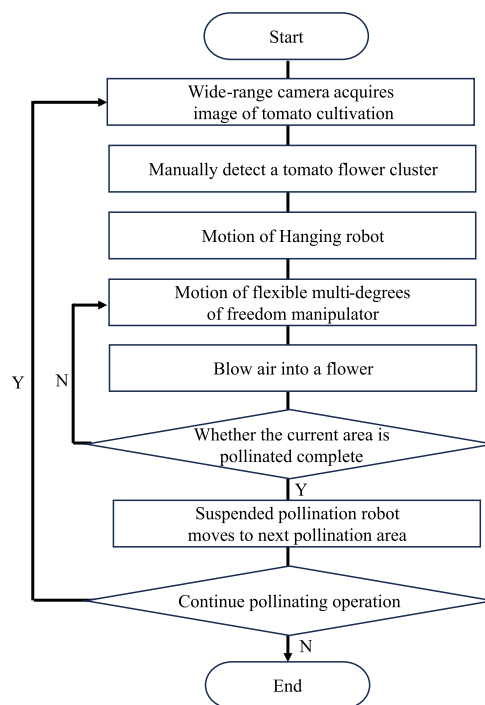 Start
Wide-range camera acquires
image of tomato cultivation
Manually detect a tomato flower cluster
Motion of Hanging robot
Motion of flexible multi-degrees
of freedom manipulator
Y
N
Blow air into a flower
Whether the current area is
pollinated complete
Y
Suspended pollination robot
moves to next pollination area
Continue pollinating operation
N
End